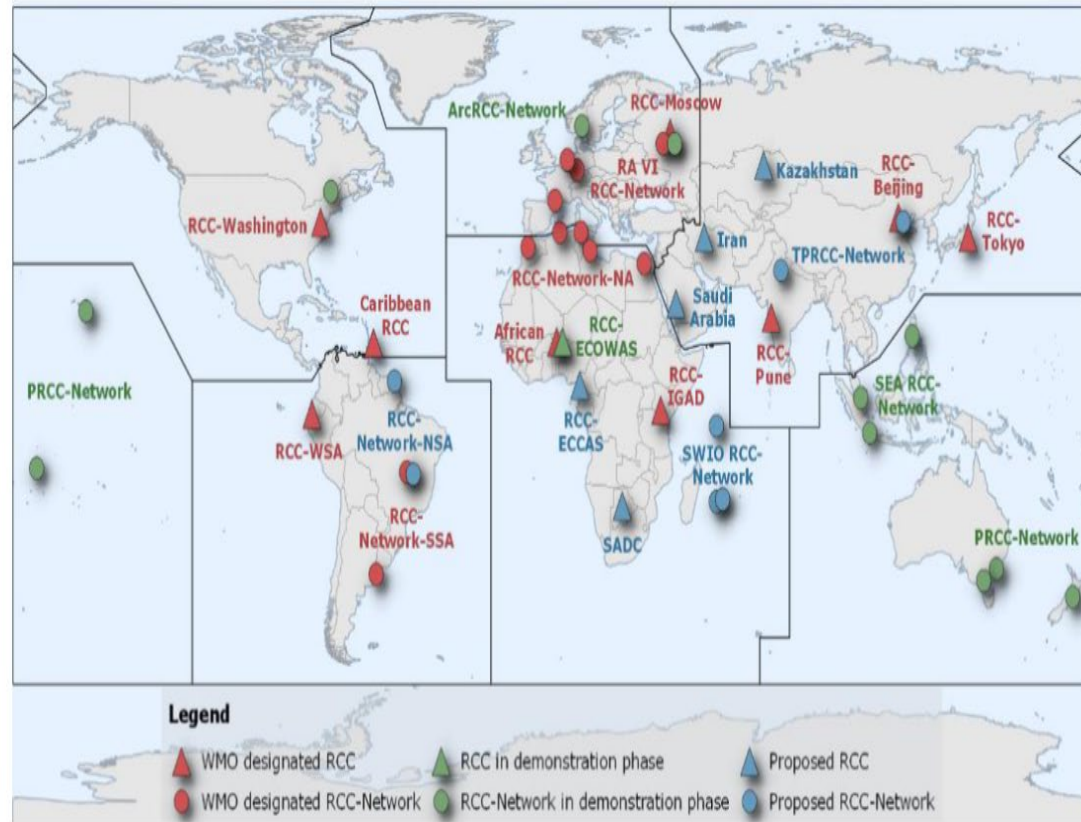 ArcRCC-Network
RCC-Moscow
RA VI
RCC-Network
Kazakhstan
RCC-
Beijing
RCC-Washington
RCC-
Tokyo
Iran
TPRCC-Network
RCC-Network-NA
Saudi
Arabia
Caribbean
RCC
African
RCC
RCC-
ECOWAS
RCC-
Pune
PRCC-Network
RCC-
IGAD
SEA RCC-
Network
RCC-WSA
RCC-
Network-NSA
RCC-
ECCAS
SWIO RCC-
Network
RCC-
Network-SSA
SADC
PRCC-Network
Legend
WMO designated RCC
RCC in demonstration phase
Proposed RCC
WMO designated RCC-Network
RCC-Network in demonstration phase
Proposed RCC-Network